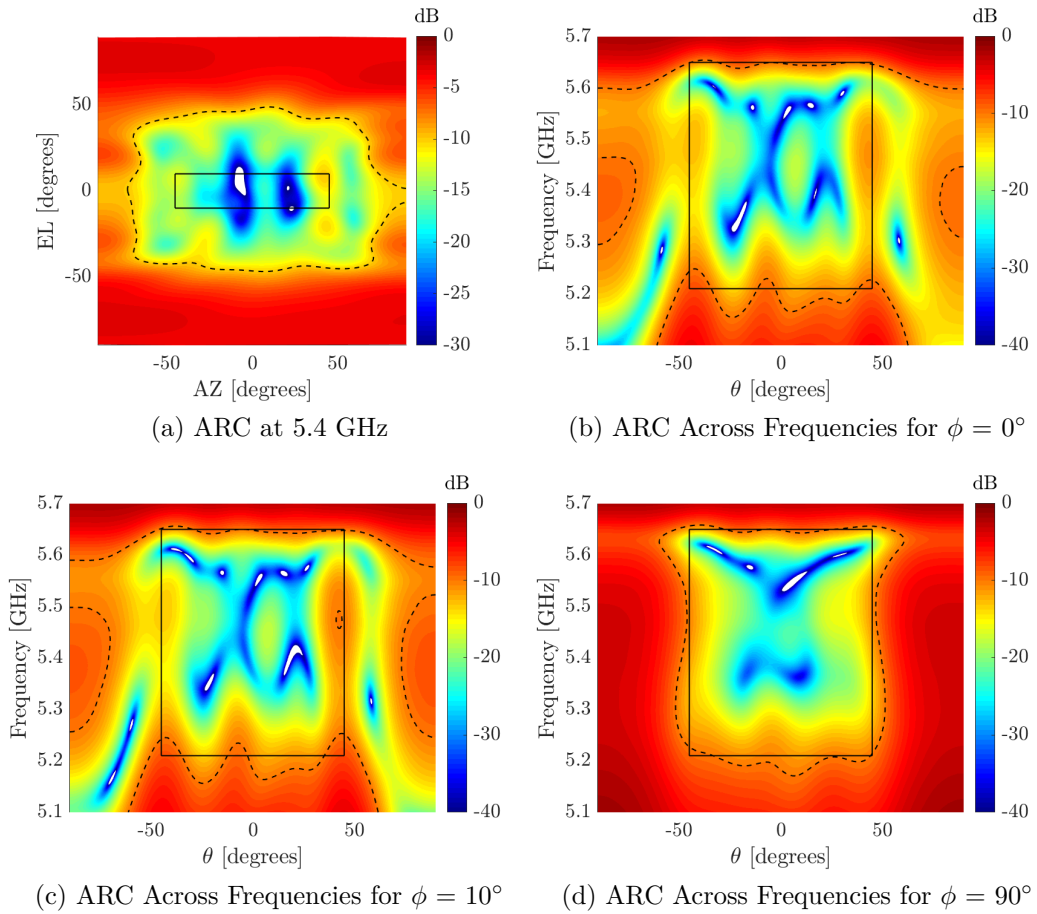 dB
0
-5
-10
-15
-20
-25
-30
50
0
-50
EL [degrees]
-50 0 50
AZ [degrees]
(a) ARC at 5.4 GHz
dB
0
-10
-20
-30
-40
5.7
5.6
5.5
5.4
5.3
5.2
5.1
Frequency [GHz]
-50 0 50
θ [degrees]
(b) ARC Across Frequencies for ϕ = 0°
dB
0
-10
-20
-30
-40
5.7
5.6
5.5
5.4
5.3
5.2
5.1
Frequency [GHz]
-50 0 50
θ [degrees]
(c) ARC Across Frequencies for ϕ = 10°
dB
0
-10
-20
-30
-40
5.7
5.6
5.5
5.4
5.3
5.2
5.1
Frequency [GHz]
-50 0 50
θ [degrees]
(d) ARC Across Frequencies for ϕ = 90°